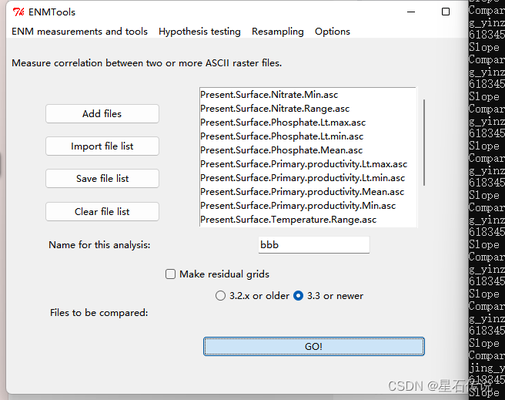 ENMTools
ENM measurements and tools Hypothesis testing Resampling Options
Measure correlation between two or more ASCII raster files.
Add files
Import file list
Save file list
Clear file list
Present.Surface.Nitrate.Min.asc
Present.Surface.Nitrate.Range.asc
Present.Surface.Phosphate.Lt.max.asc
Present.Surface.Phosphate.Lt.min.asc
Present.Surface.Phosphate.Mean.asc
Present.Surface.Primary.productivity.Lt.max.asc
Present.Surface.Primary.productivity.Lt.min.asc
Present.Surface.Primary.productivity.Mean.asc
Present.Surface.Primary.productivity.Min.asc
Present.Surface.Temperature.Range.asc
Name for this analysis:
bbb
Make residual grids
3.2.x or older 3.3 or newer
Files to be compared:
GO!
Slope
Compar
g_yinz
618345
Slope
Compar
g_yinz
618345
Slope
Compar
g_yinz
618345
Slope
Compar
g_yinz
618345
Slope
Compar
g_yinz
618345
Slope
Compar
g_yinz
618345
Slope
Compar
g_yinz
618345
Slope
Compar
jing_y
618345
Slope
CSDN @星石传说